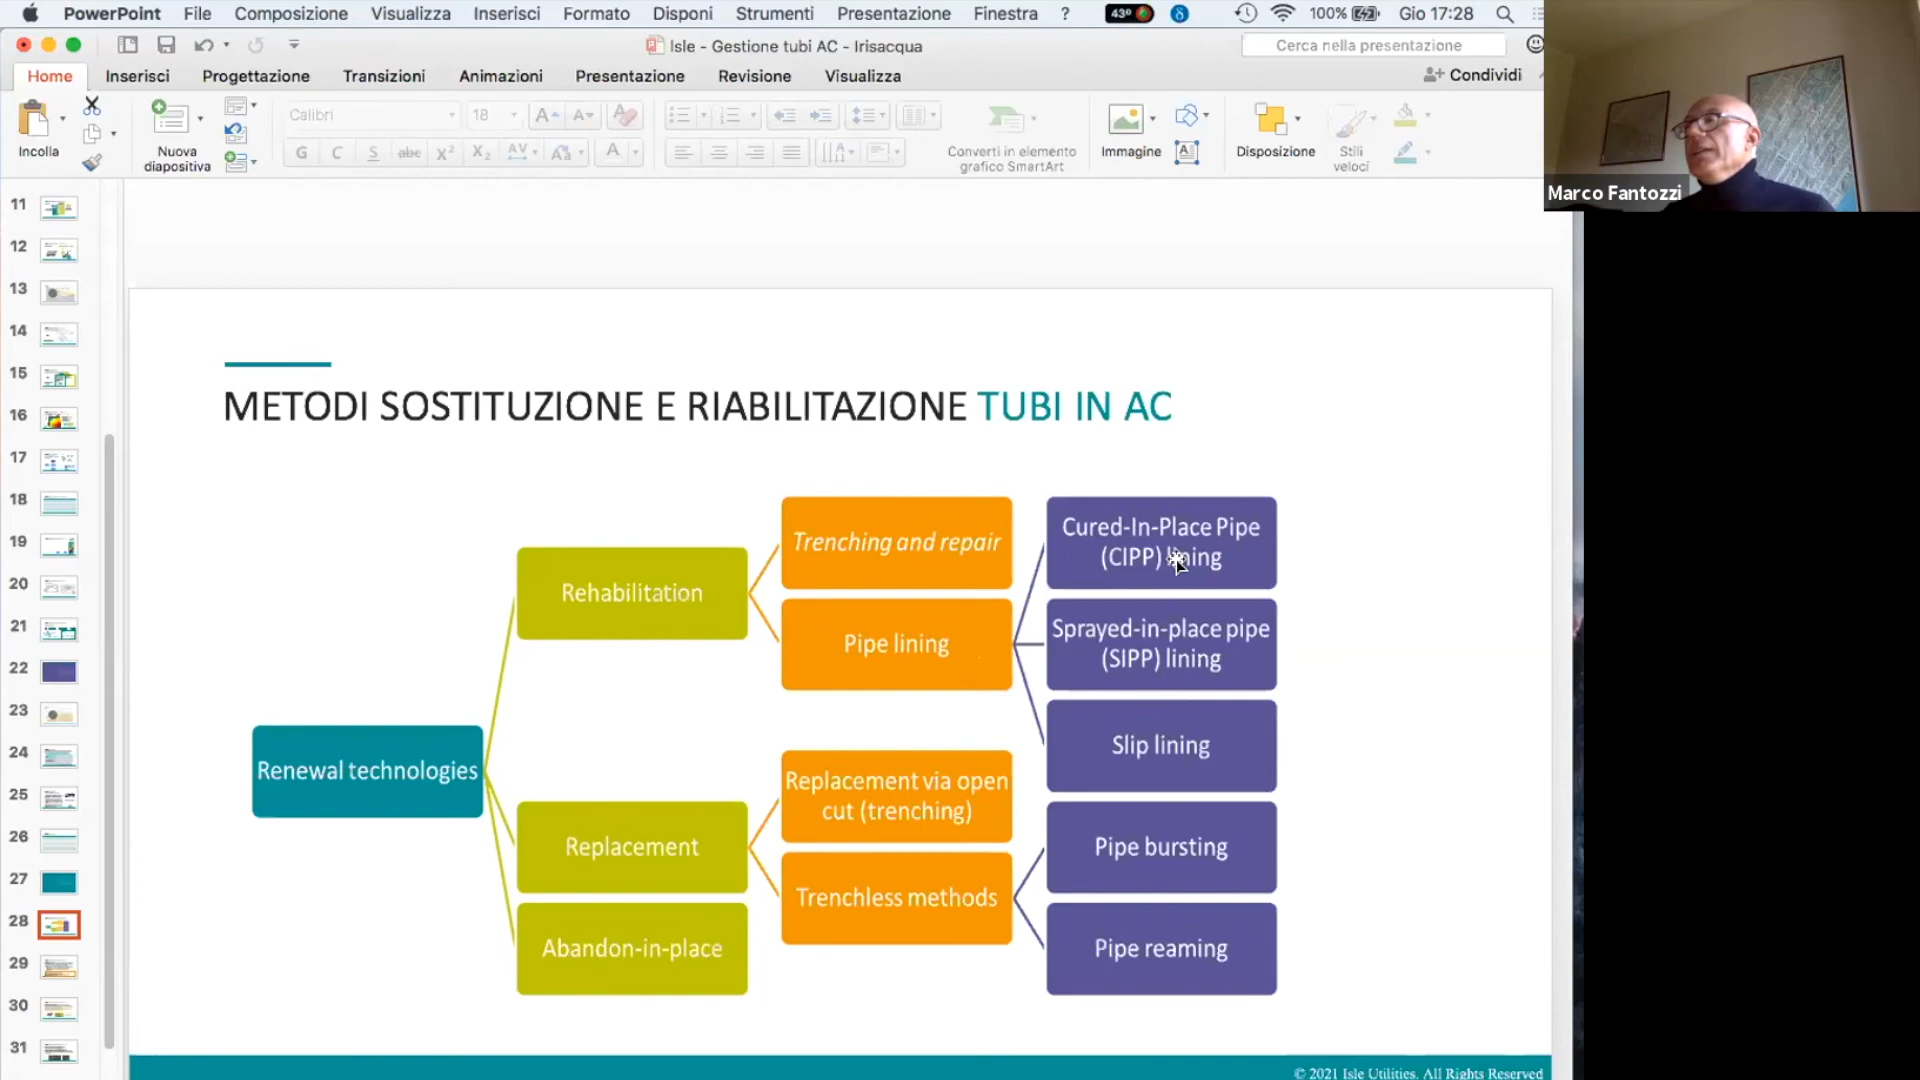 PowerPoint File Composizione Visualizza Inserisci Formato Disponi Strumenti Presentazione Finestra ? 43° 100% Gio 17:28
Isle - Gestione tubi AC - Irisacqua
Cerca nella presentazione
Home Inserisci Progettazione Transizioni Animazioni Presentazione Revisione Visualizza
Condividi
Calibri 18
Incolla
Nuova
diapositiva
G C S abc X² X₂ AV Aa A
Converti in elemento
grafico SmartArt
Immagine
Disposizione
Stili
veloci
Marco Fantozzi
11
12
13
14
15
16
17
18
19
20
21
22
23
24
25
26
27
28
29
30
31
METODI SOSTITUZIONE E RIABILITAZIONE TUBI IN AC
Renewal technologies
Rehabilitation
Trenching and repair
Pipe lining
Cured-In-Place Pipe
(CIPP) lining
Sprayed-in-place pipe
(SIPP) lining
Slip lining
Replacement
Replacement via open
cut (trenching)
Trenchless methods
Pipe bursting
Pipe reaming
Abandon-in-place
© 2021 Isle Utilities. All Rights Reserved